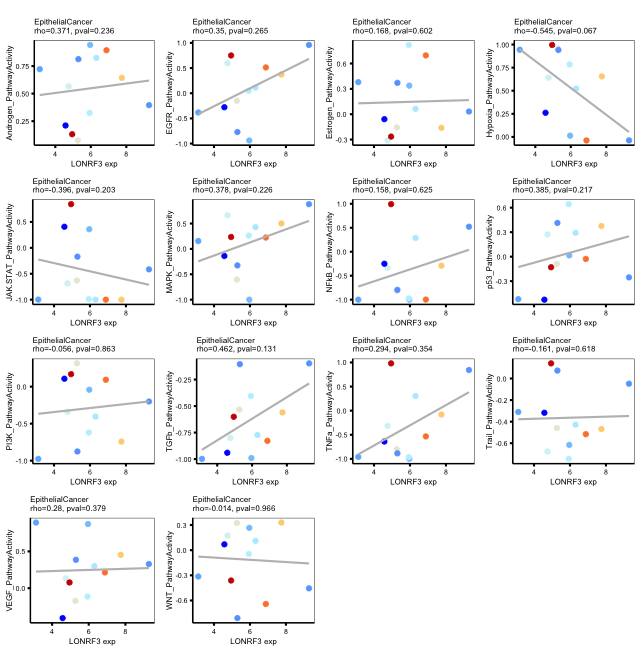 EpithelialCancer
rho=0.371, pval=0.236
Androgen_PathwayActivity
0.75
0.50
0.25
4
6
8
LONRF3 exp
EpithelialCancer
rho=0.35, pval=0.265
EGFR_PathwayActivity
1.0
0.5
0.0
-0.5
-1.0
4
6
8
LONRF3 exp
EpithelialCancer
rho=0.168, pval=0.602
Estrogen_PathwayActivity
0.6
0.3
0.0
-0.3
4
6
8
LONRF3 exp
EpithelialCancer
rho=-0.545, pval=0.067
Hypoxia_PathwayActivity
1.00
0.75
0.50
0.25
0.00
4
6
8
LONRF3 exp
EpithelialCancer
rho=-0.396, pval=0.203
JAK-STAT_PathwayActivity
0.5
0.0
-0.5
-1.0
4
6
8
LONRF3 exp
EpithelialCancer
rho=0.378, pval=0.226
MAPK_PathwayActivity
0.5
0.0
-0.5
-1.0
4
6
8
LONRF3 exp
EpithelialCancer
rho=0.158, pval=0.625
NFkB_PathwayActivity
1.0
0.5
0.0
-0.5
-1.0
4
6
8
LONRF3 exp
EpithelialCancer
rho=0.385, pval=0.217
p53_PathwayActivity
0.6
0.3
0.0
-0.3
4
6
8
LONRF3 exp
EpithelialCancer
rho=-0.056, pval=0.863
PI3K_PathwayActivity
0.0
-0.5
-1.0
4
6
8
LONRF3 exp
EpithelialCancer
rho=0.462, pval=0.131
TGFb_PathwayActivity
-0.25
-0.50
-0.75
-1.00
4
6
8
LONRF3 exp
EpithelialCancer
rho=0.294, pval=0.354
TNFa_PathwayActivity
1.0
0.5
0.0
-0.5
-1.0
4
6
8
LONRF3 exp
EpithelialCancer
rho=-0.161, pval=0.618
Trail_PathwayActivity
0.0
-0.2
-0.4
-0.6
4
6
8
LONRF3 exp
EpithelialCancer
rho=0.28, pval=0.379
VEGF_PathwayActivity
0.5
0.0
4
6
8
LONRF3 exp
EpithelialCancer
rho=-0.014, pval=0.966
WNT_PathwayActivity
0.3
0.0
-0.3
-0.6
4
6
8
LONRF3 exp